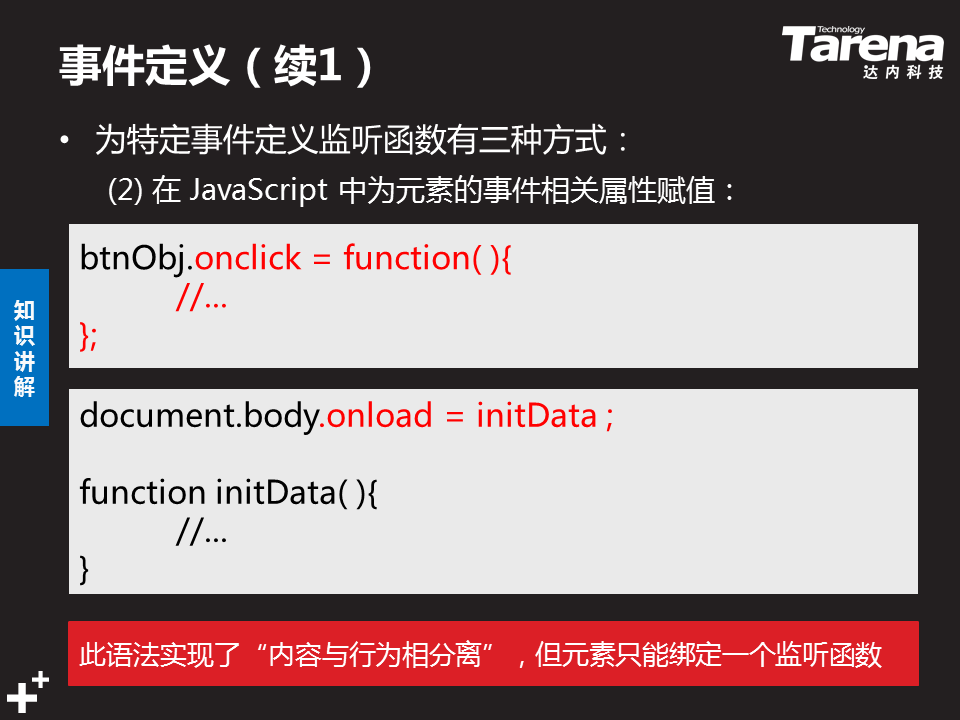 事件定义（续1）
Technology
Tarena
达内科技
• 为特定事件定义监听函数有三种方式：
(2) 在 JavaScript 中为元素的事件相关属性赋值：
btnObj.onclick = function( ){
//...
};
知识讲解
document.body.onload = initData ;
function initData( ){
//...
}
此语法实现了“内容与行为相分离”，但元素只能绑定一个监听函数